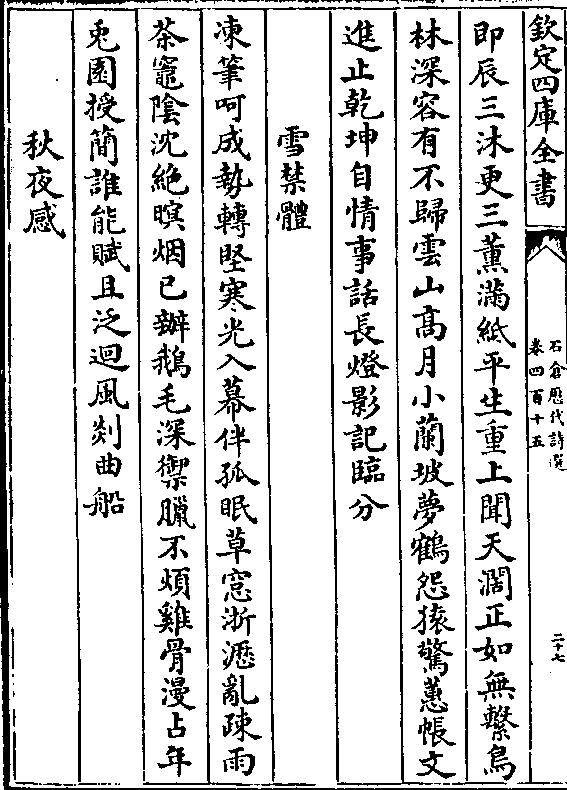 欽定四庫全書
石倉歷代詩選
卷四百十五
二十七
即辰三沐更三薰滿紙平生重上聞天濶正如無繫鳥
林深容有不歸雲山髙月小蘭坡夢鶴怨猿驚蕙帳文
進止乾坤自情事話長燈影記臨分
雪禁體
凍筆呵成勢轉堅寒光入幕伴孤眠草窓淅瀝亂疎雨
茶竈陰沈絶暝烟已辦鵝毛深禦臘不煩雞骨漫占年
兎園授簡誰能賦且泛迴風剡曲船
秋夜感